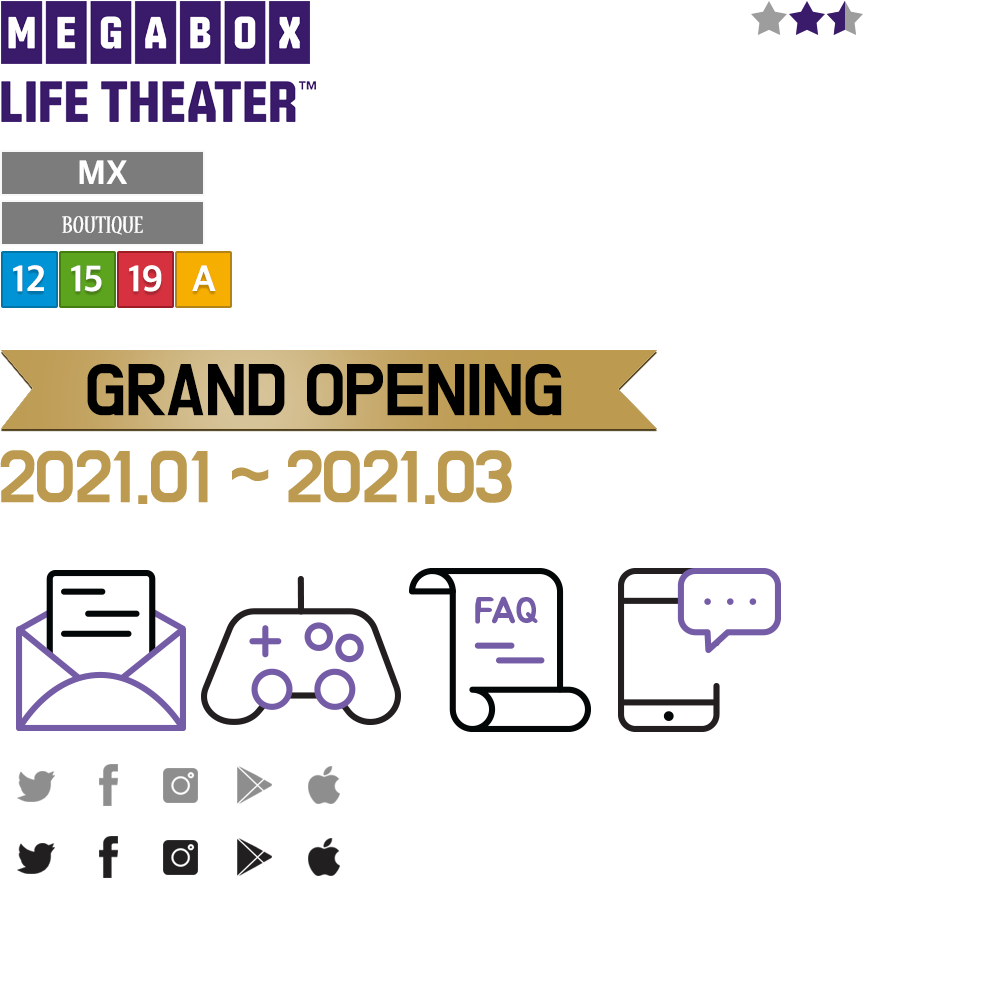 MEGABOX
LIFE THEATER™
MX
BOUTIQUE
12 15 19 A
GRAND OPENING
2021.01 ~ 2021.03
FAQ